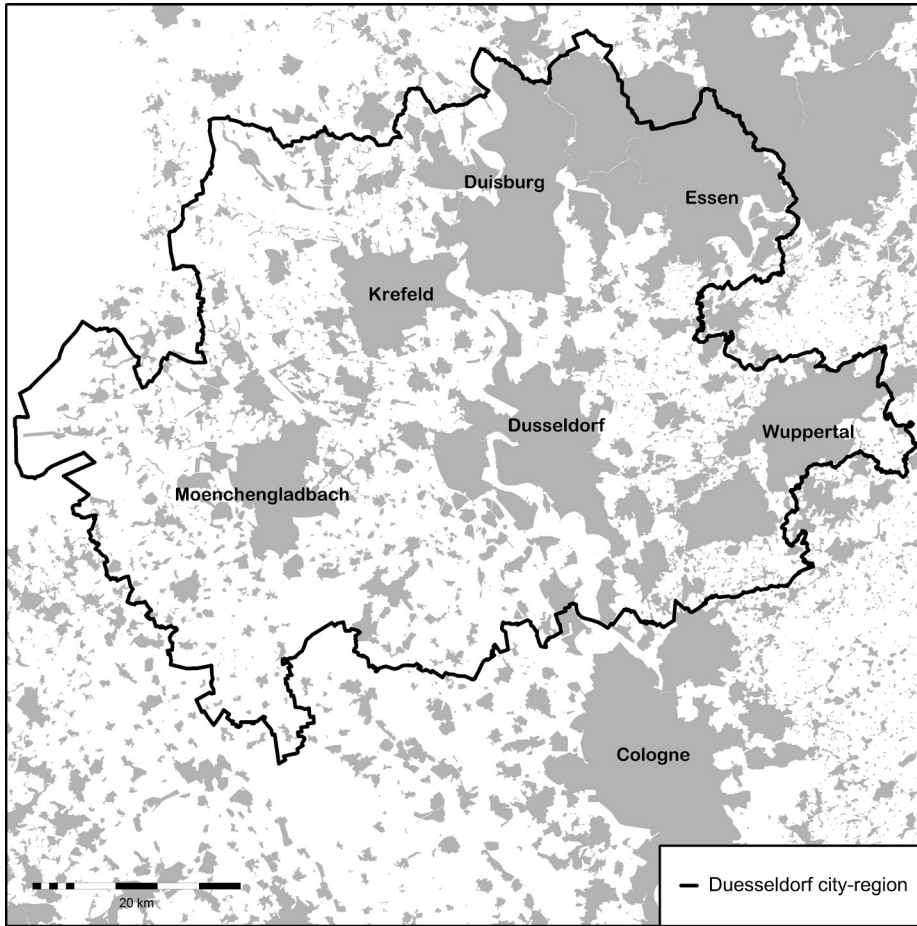 Duisburg
Essen
Krefeld
Dusseldorf
Wuppertal
Moenchengladbach
Cologne
20 km
Duesseldorf city-region